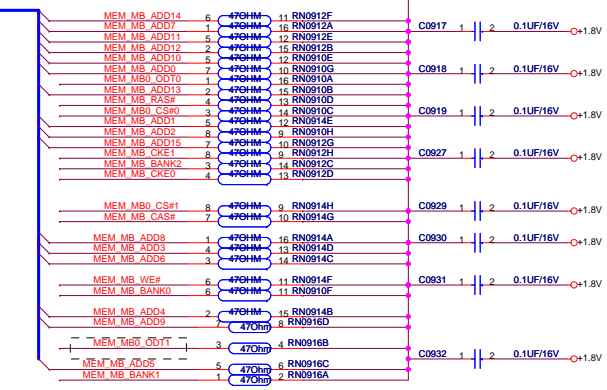 MEM_MB_ADD14 6 47OHM 11 RN0912F
MEM_MB_ADD7 1 47OHM 16 RN0912A C0917 1 2 0.1UF/16V +1.8V
MEM_MB_ADD11 5 47OHM 12 RN0912E
MEM_MB_ADD12 2 47OHM 15 RN0912B
MEM_MB_ADD10 5 47OHM 12 RN0910E
MEM_MB_ADD0 7 47OHM 10 RN0910G C0918 1 2 0.1UF/16V +1.8V
MEM_MB0_ODT0 1 47OHM 16 RN0910A
MEM_MB_ADD13 2 47OHM 15 RN0910B
MEM_MB_RAS# 4 47OHM 13 RN0910D
MEM_MB0_CS#0 3 47OHM 14 RN0910C C0919 1 2 0.1UF/16V +1.8V
MEM_MB_ADD1 5 47OHM 12 RN0914E
MEM_MB_ADD2 8 47OHM 9 RN0910H
MEM_MB_ADD15 7 47OHM 10 RN0912G
MEM_MB_CKE1 8 47OHM 9 RN0912H C0927 1 2 0.1UF/16V +1.8V
MEM_MB_BANK2 3 47OHM 14 RN0912C
MEM_MB_CKE0 4 47OHM 13 RN0912D
MEM_MB0_CS#1 8 47OHM 9 RN0914H C0929 1 2 0.1UF/16V +1.8V
MEM_MB_CAS# 7 47OHM 10 RN0914G
MEM_MB_ADD8 1 47OHM 16 RN0914A C0930 1 2 0.1UF/16V +1.8V
MEM_MB_ADD3 4 47OHM 13 RN0914D
MEM_MB_ADD6 3 47OHM 14 RN0914C
MEM_MB_WE# 6 47OHM 11 RN0914F C0931 1 2 0.1UF/16V +1.8V
MEM_MB_BANK0 6 47OHM 11 RN0910F
MEM_MB_ADD4 2 47OHM 15 RN0914B
MEM_MB_ADD9 7 47Ohm 8 RN0916D
MEM_MB0_ODT1 3 47Ohm 4 RN0916B
MEM_MB_ADD5 5 47Ohm 6 RN0916C C0932 1 2 0.1UF/16V +1.8V
MEM_MB_BANK1 1 47Ohm 2 RN0916A